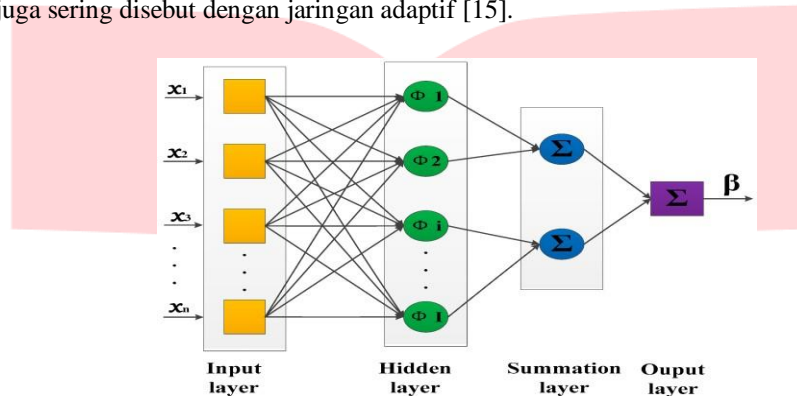 juga sering disebut dengan jaringan adaptif [15].
x₁
x₂
x₃
xₙ
Φ 1
Φ 2
Φ i
Φ I
Σ
Σ
Σ
β
Input
layer
Hidden
layer
Summation
layer
Ouput
layer